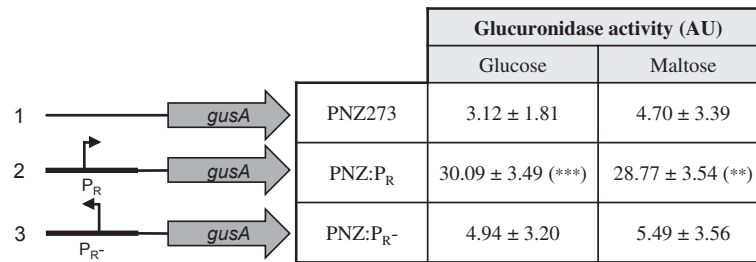 Glucuronidase activity (AU)
Glucose Maltose
1 gusA PNZ273 3.12 ± 1.81 4.70 ± 3.39
2 P_R gusA PNZ:P_R 30.09 ± 3.49 (***) 28.77 ± 3.54 (**)
3 P_R- gusA PNZ:P_R- 4.94 ± 3.20 5.49 ± 3.56